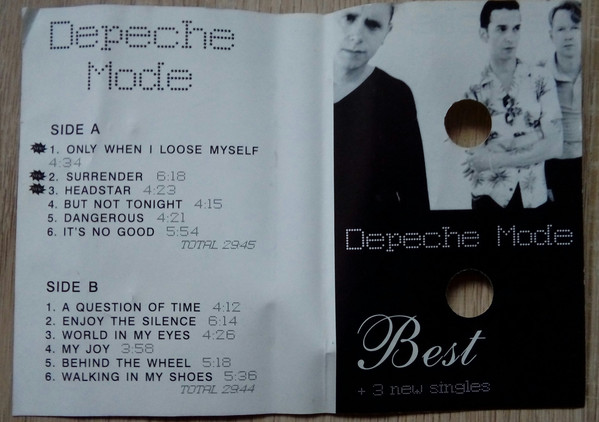 Depeche
Mode
SIDE A
1. ONLY WHEN I LOOSE MYSELF
4:34
2. SURRENDER 6:18
3. HEADSTAR 4:23
4. BUT NOT TONIGHT 4:15
5. DANGEROUS 4:21
6. IT'S NO GOOD 5:54
TOTAL 29:45
SIDE B
1. A QUESTION OF TIME 4:12
2. ENJOY THE SILENCE 6:14
3. WORLD IN MY EYES 4:26
4. MY JOY 3:58
5. BEHIND THE WHEEL 5:18
6. WALKING IN MY SHOES 5:36
TOTAL 29:44
Depeche Mode
Best
+ 3 new singles